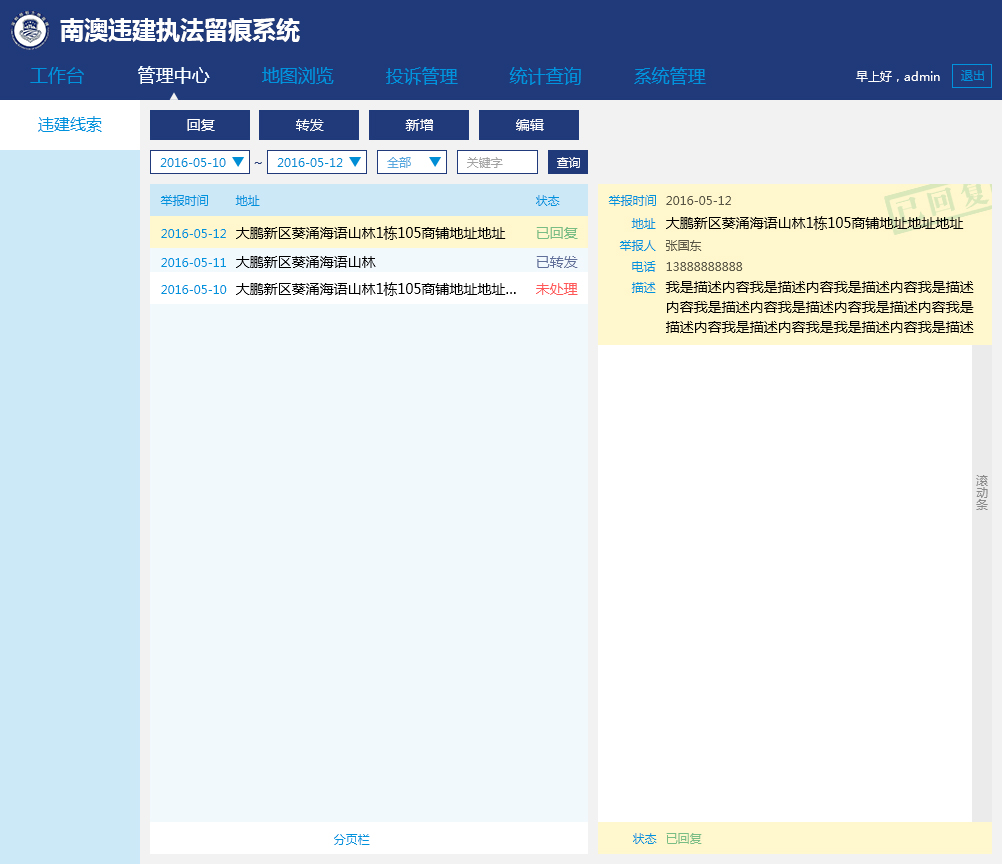 南澳违建执法留痕系统
工作台 管理中心 地图浏览 投诉管理 统计查询 系统管理 早上好，admin 退出
违建线索
回复 转发 新增 编辑
2016-05-10 ~ 2016-05-12 全部 关键字 查询
举报时间 地址 状态
2016-05-12 大鹏新区葵涌海语山林1栋105商铺地址地址 已回复
2016-05-11 大鹏新区葵涌海语山林 已转发
2016-05-10 大鹏新区葵涌海语山林1栋105商铺地址地址... 未处理
分页栏
举报时间 2016-05-12
已回复
地址 大鹏新区葵涌海语山林1栋105商铺地址地址地址
举报人 张国东
电话 13888888888
描述 我是描述内容我是描述内容我是描述内容我是描述
内容我是描述内容我是描述内容我是描述内容我是
描述内容我是描述内容我是我是描述内容我是描述
滚动条
状态 已回复